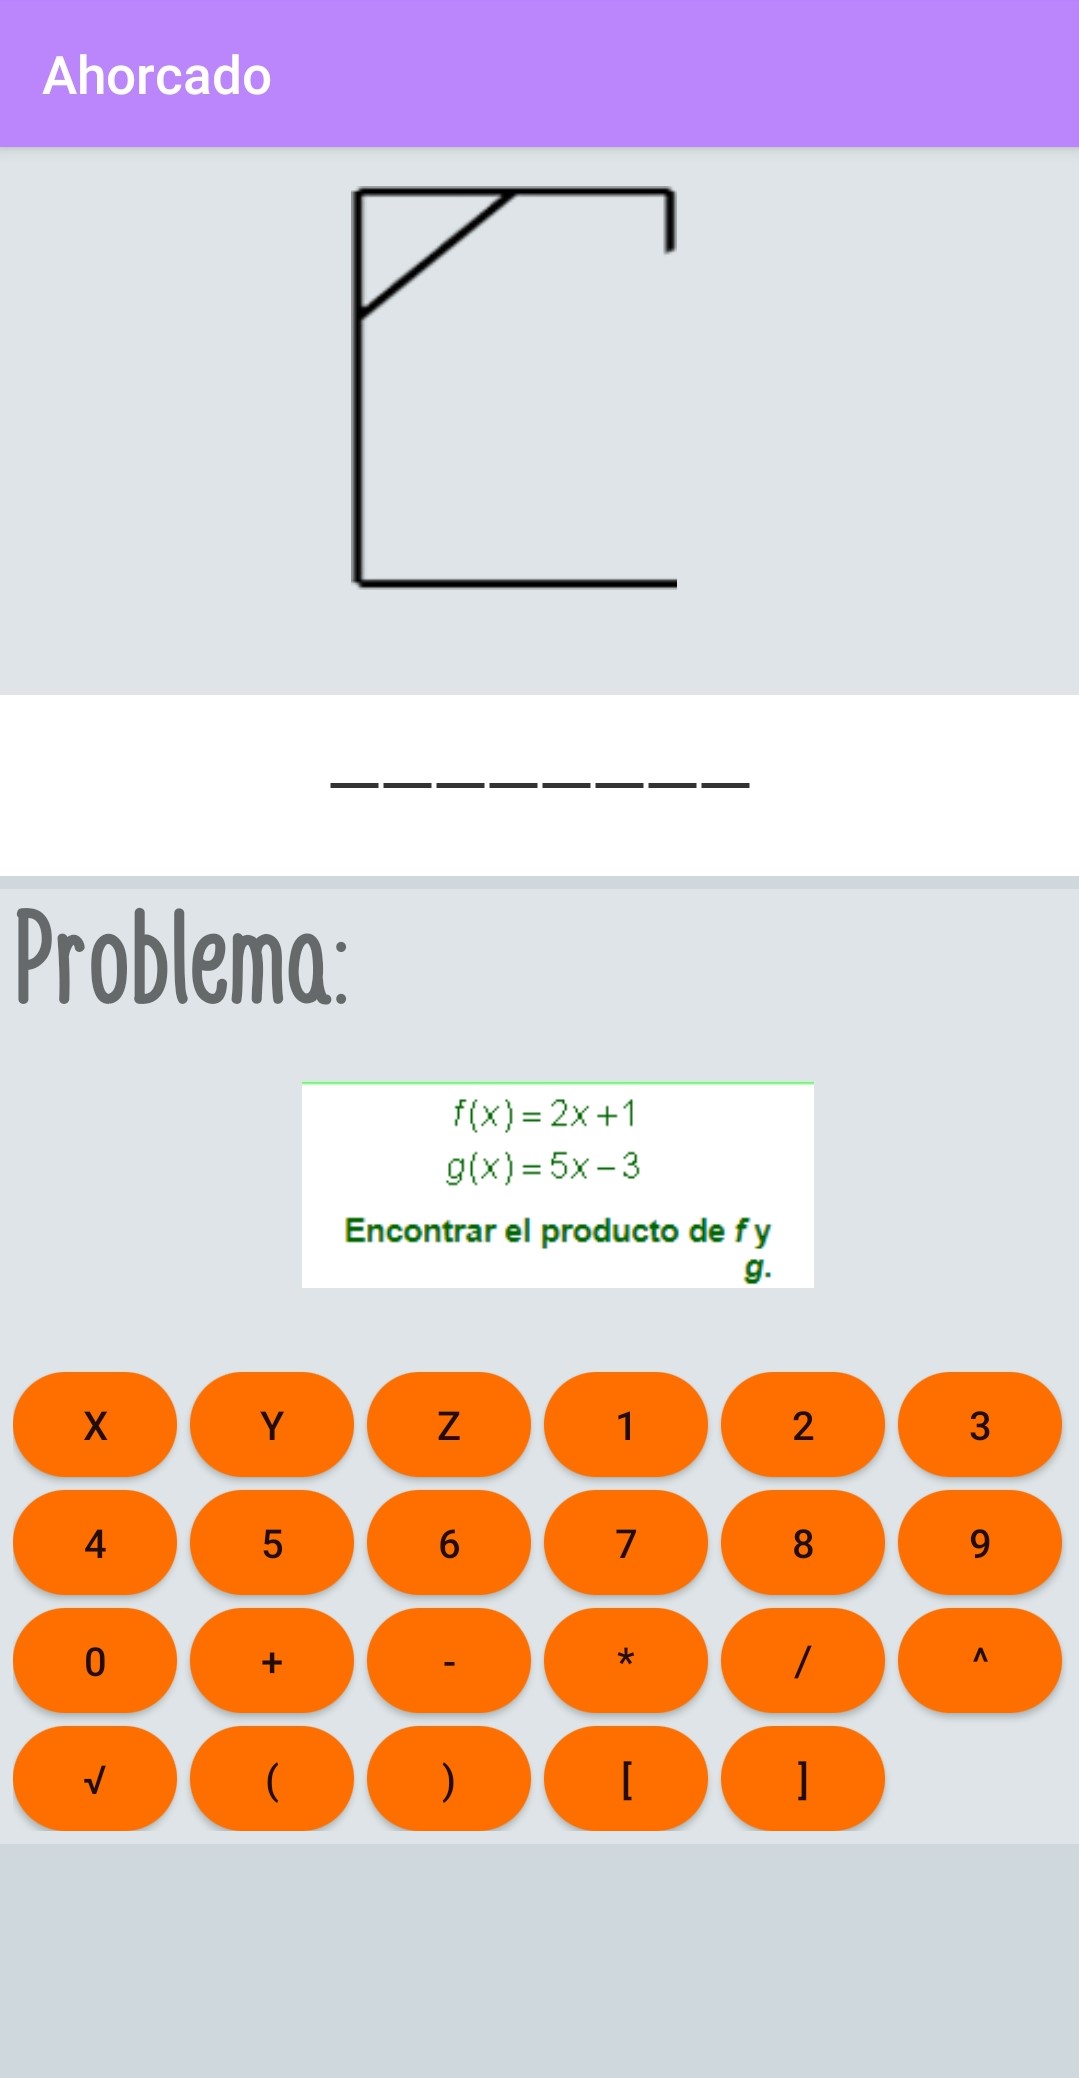 Ahorcado
________
Problema:
f(x) = 2x + 1
g(x) = 5x − 3
Encontrar el producto de f y
g.
X Y Z 1 2 3
4 5 6 7 8 9
0 + - * / ^
√ ( ) [ ]